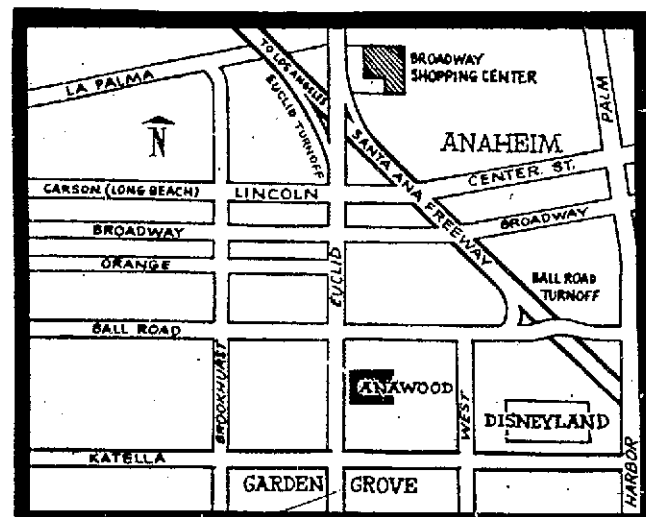 TO LOS ANGELES
LA PALMA
EUCLID TURNOFF
BROADWAY
SHOPPING CENTER
PALM
N
ANAHEIM
SANTA ANA FREEWAY
CENTER ST.
CARSON (LONG BEACH)
LINCOLN
BROADWAY
BROADWAY
ORANGE
EUCLID
BALL ROAD
TURNOFF
BALL ROAD
BROOKHURST
ANAWOOD
WEST
DISNEYLAND
HARBOR
KATELLA
GARDEN GROVE